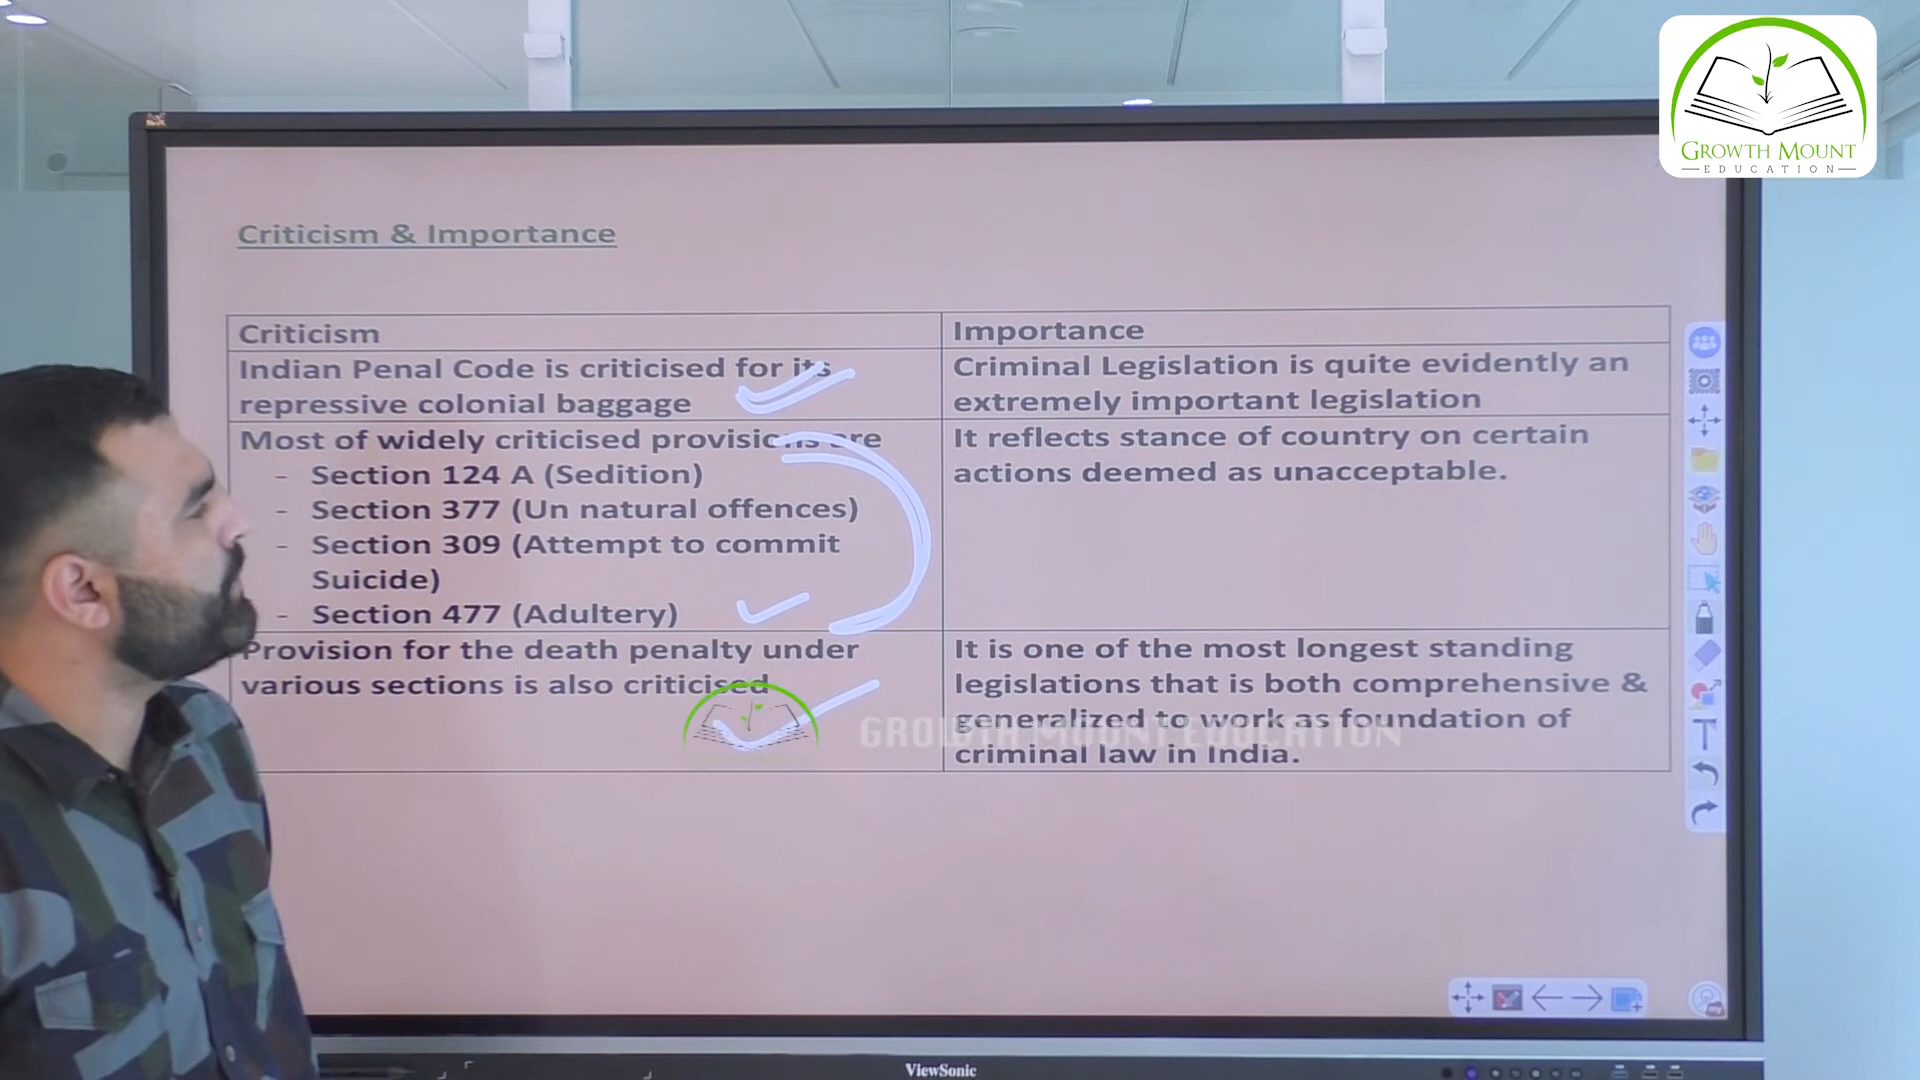 GROWTH MOUNT
EDUCATION
Criticism & Importance
Criticism
Importance
Indian Penal Code is criticised for its
repressive colonial baggage
Criminal Legislation is quite evidently an
extremely important legislation
Most of widely criticised provisions are
- Section 124 A (Sedition)
- Section 377 (Un natural offences)
- Section 309 (Attempt to commit
Suicide)
- Section 477 (Adultery)
It reflects stance of country on certain
actions deemed as unacceptable.
Provision for the death penalty under
various sections is also criticised
It is one of the most longest standing
legislations that is both comprehensive &
generalized to work as foundation of
criminal law in India.
GROWTH MOUNT EDUCATION
ViewSonic